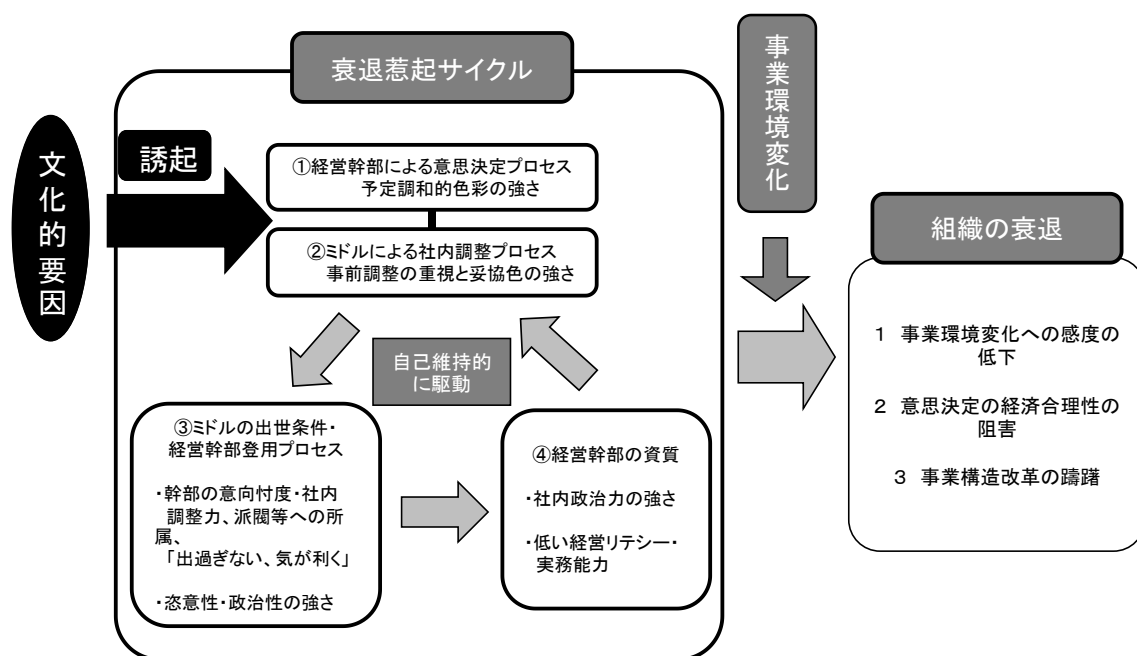 衰退惹起サイクル
事業環境変化
文化的要因
誘起
①経営幹部による意思決定プロセス
予定調和的色彩の強さ
②ミドルによる社内調整プロセス
事前調整の重視と妥協色の強さ
自己維持的
に駆動
③ミドルの出世条件・
経営幹部登用プロセス
・幹部の意向忖度・社内
調整力、派閥等への所
属、
「出過ぎない、気が利く」
・恣意性・政治性の強さ
④経営幹部の資質
・社内政治力の強さ
・低い経営リテシー・
実務能力
組織の衰退
1 事業環境変化への感度の
低下
2 意思決定の経済合理性の
阻害
3 事業構造改革の躊躇